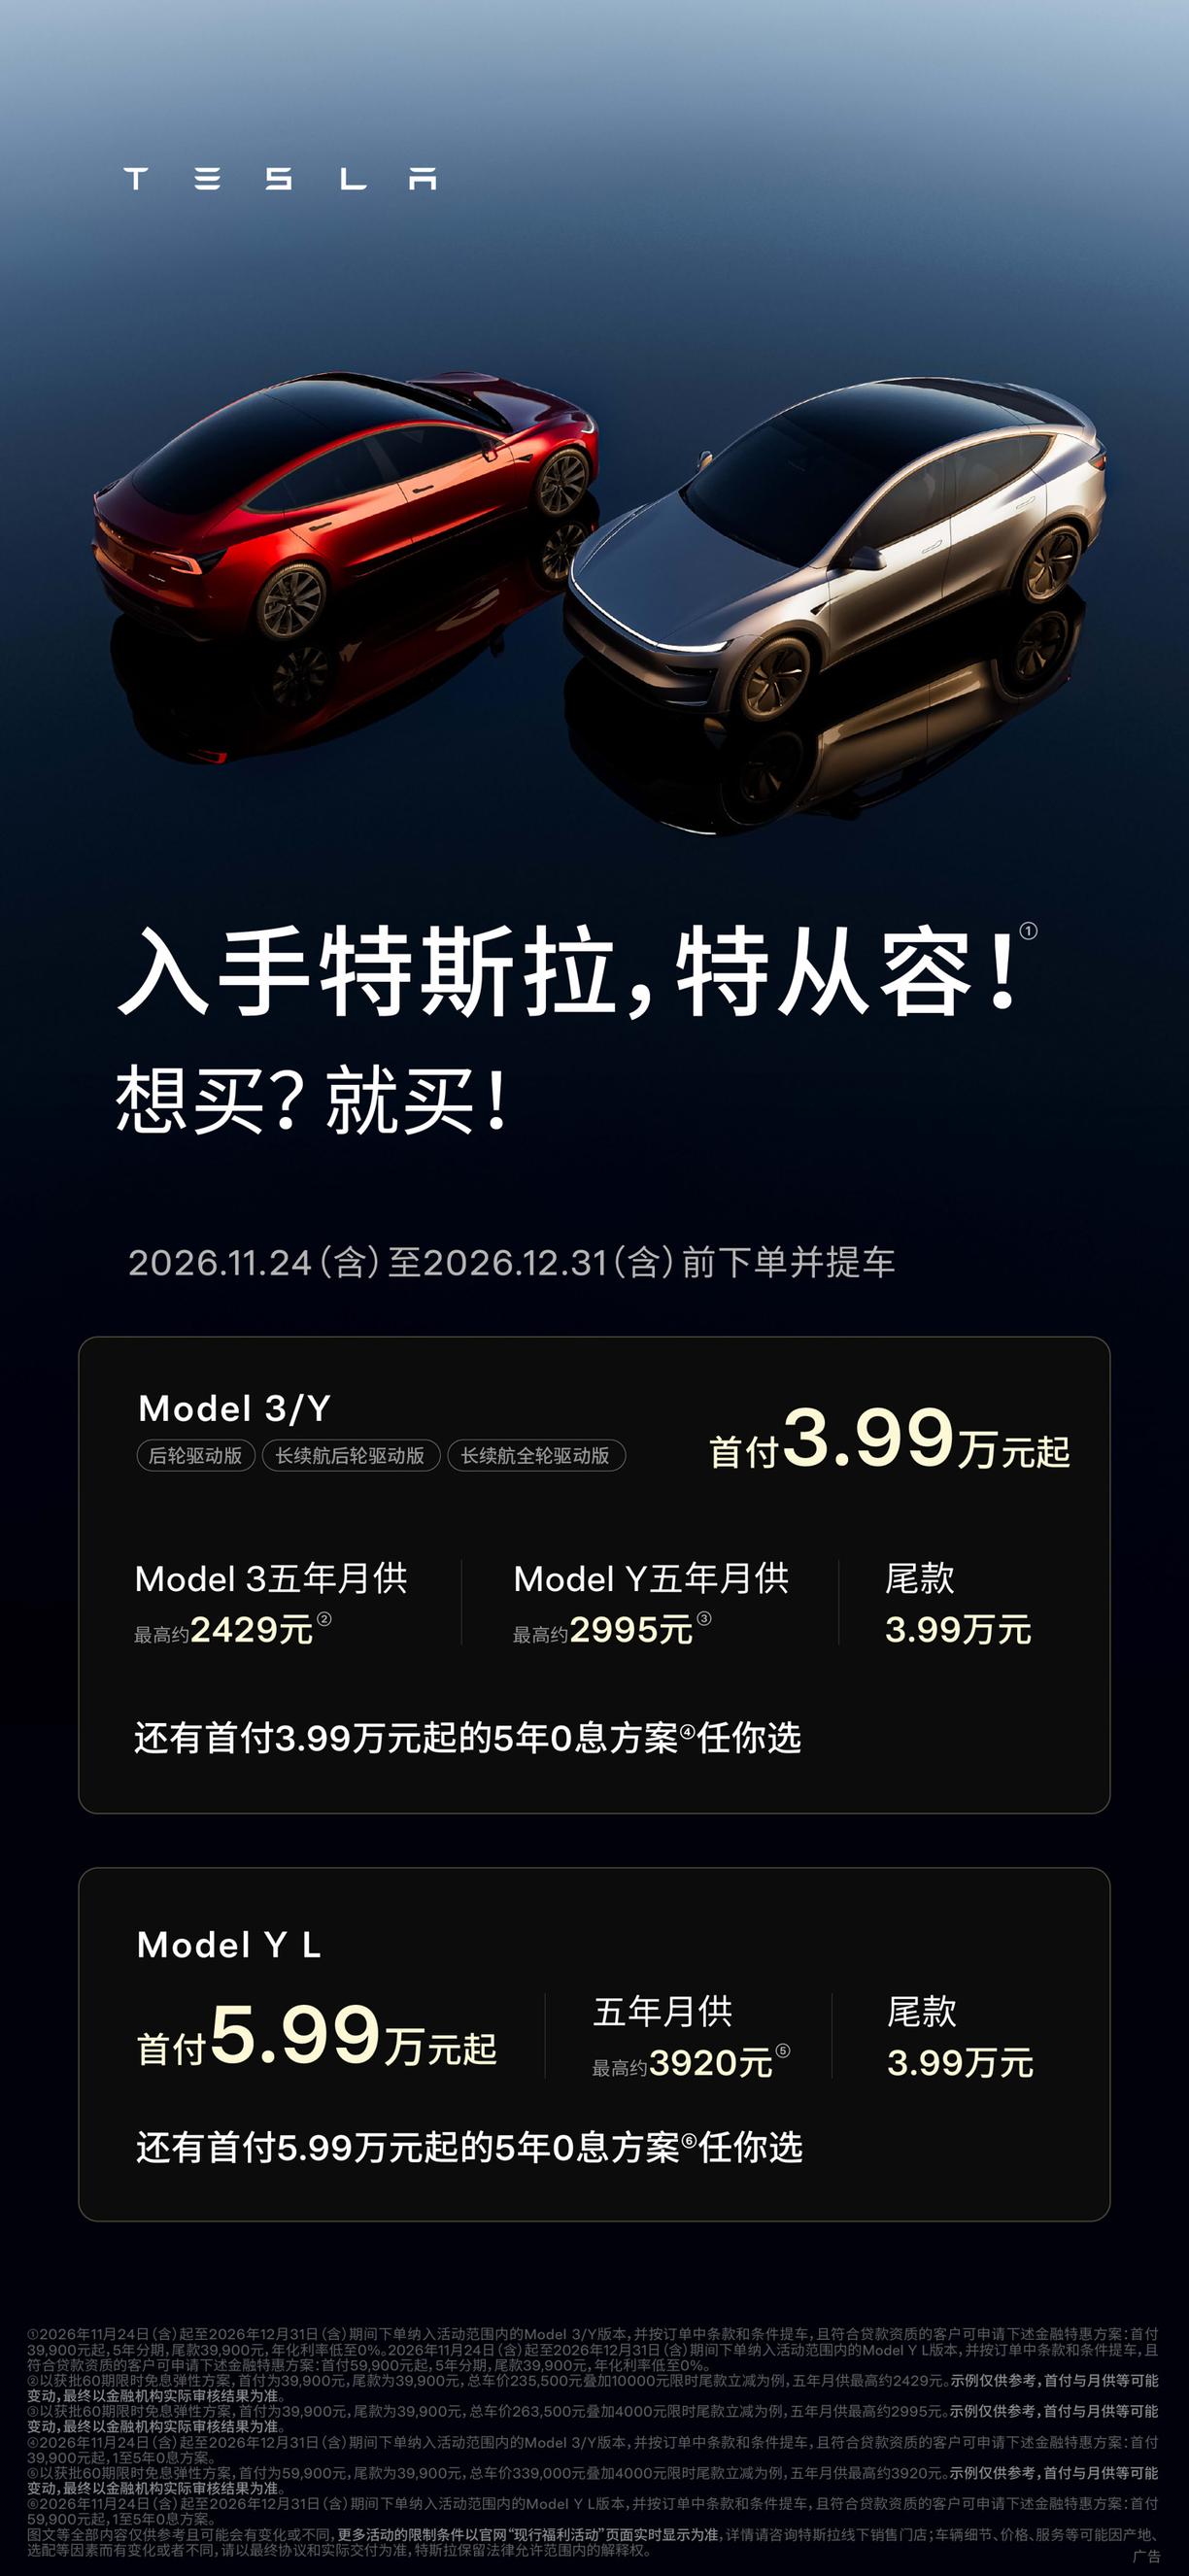 TESLA
入手特斯拉，特从容！①
想买？就买！
2026.11.24（含）至2026.12.31（含）前下单并提车
Model 3/Y
后轮驱动版 长续航后轮驱动版 长续航全轮驱动版
首付3.99万元起
Model 3五年月供
最高约2429元②
Model Y五年月供
最高约2995元③
尾款
3.99万元
还有首付3.99万元起的5年0息方案④任你选
Model Y L
首付5.99万元起
五年月供
最高约3920元⑤
尾款
3.99万元
还有首付5.99万元起的5年0息方案⑥任你选
①2026年11月24日（含）起至2026年12月31日（含）期间下单纳入活动范围内的Model 3/Y版本，并按订单中条款和条件提车，且符合贷款资质的客户可申请下述金融特惠方案：首付
39,900元起，5年分期，尾款39,900元，年化利率低至0%。2026年11月24日（含）起至2026年12月31日（含）期间下单纳入活动范围内的Model Y L版本，并按订单中条款和条件提车，且
符合贷款资质的客户可申请下述金融特惠方案：首付59,900元起，5年分期，尾款39,900元，年化利率低至0%。
②以获批60期限时免息弹性方案，首付为39,900元，尾款为39,900元，总车价235,500元叠加10000元限时尾款立减为例，五年月供最高约2429元。示例仅供参考，首付与月供等可能
变动，最终以金融机构实际审核结果为准。
③以获批60期限时免息弹性方案，首付为39,900元，尾款为39,900元，总车价263,500元叠加4000元限时尾款立减为例，五年月供最高约2995元。示例仅供参考，首付与月供等可能
变动，最终以金融机构实际审核结果为准。
④2026年11月24日（含）起至2026年12月31日（含）期间下单纳入活动范围内的Model 3/Y版本，并按订单中条款和条件提车，且符合贷款资质的客户可申请下述金融特惠方案：首付
39,900元起，1至5年0息方案。
⑤以获批60期限时免息弹性方案，首付为59,900元，尾款为39,900元，总车价339,000元叠加4000元限时尾款立减为例，五年月供最高约3920元。示例仅供参考，首付与月供等可能
变动，最终以金融机构实际审核结果为准。
⑥2026年11月24日（含）起至2026年12月31日（含）期间下单纳入活动范围内的Model Y L版本，并按订单中条款和条件提车，且符合贷款资质的客户可申请下述金融特惠方案：首付
59,900元起，1至5年0息方案。
图文等全部内容仅供参考且可能会有变化或不同，更多活动的限制条件以官网“现行福利活动”页面实时显示为准，详情请咨询特斯拉线下销售门店；车辆细节、价格、服务等可能因产地、
选配等因素而有变化或者不同，请以最终协议和实际交付为准，特斯拉保留法律允许范围内的解释权。
广告